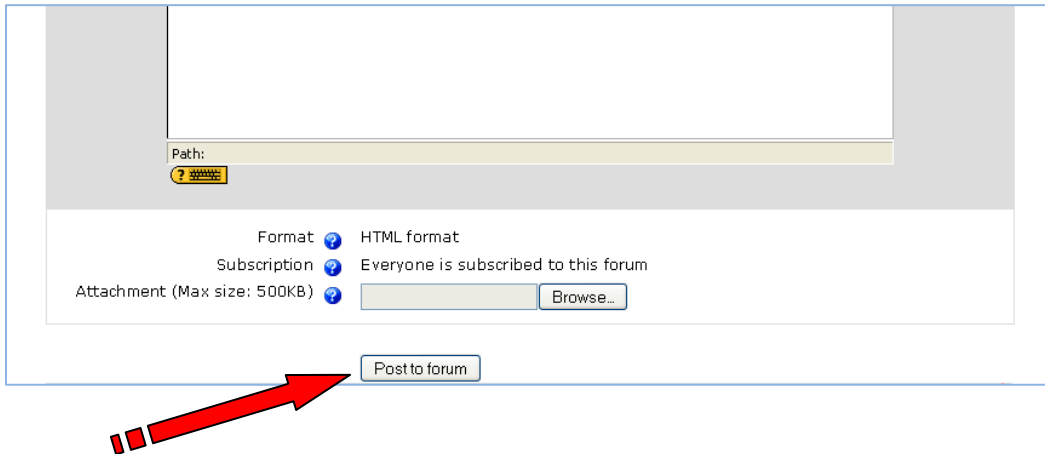 Path:
?
Format ? HTML format
Subscription ? Everyone is subscribed to this forum
Attachment (Max size: 500KB) ? Browse...
Post to forum